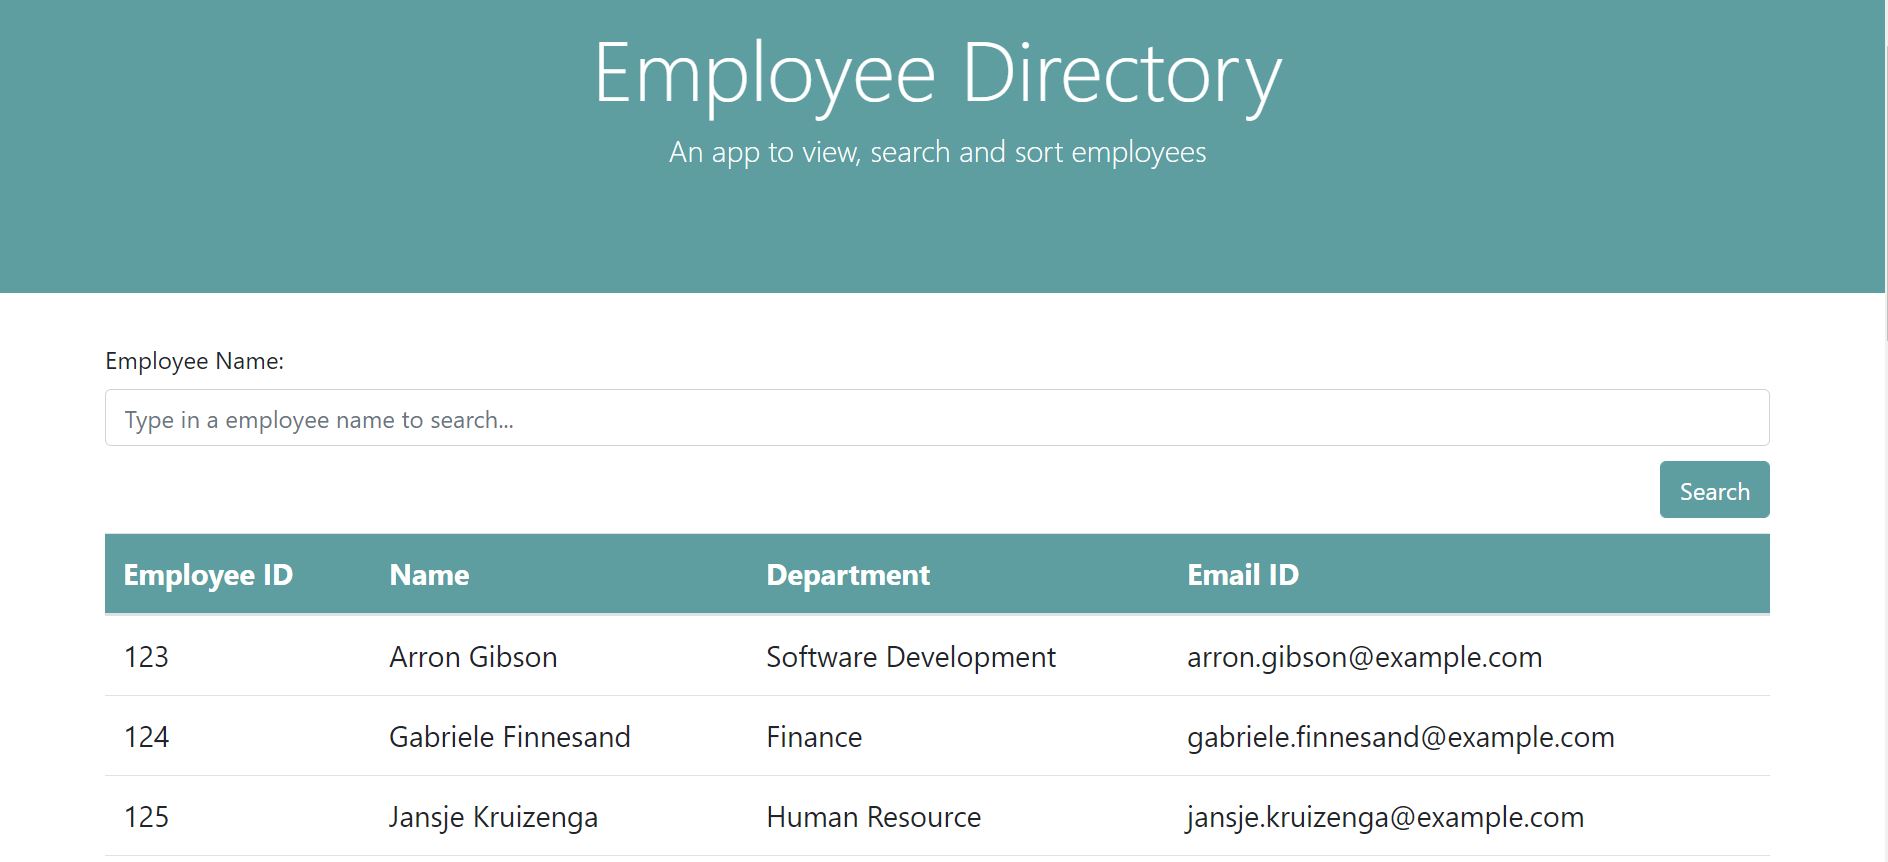 Employee Directory
An app to view, search and sort employees
Employee Name:
Type in a employee name to search...
Search
Employee ID Name Department Email ID
123 Arron Gibson Software Development arron.gibson@example.com
124 Gabriele Finnesand Finance gabriele.finnesand@example.com
125 Jansje Kruizenga Human Resource jansje.kruizenga@example.com